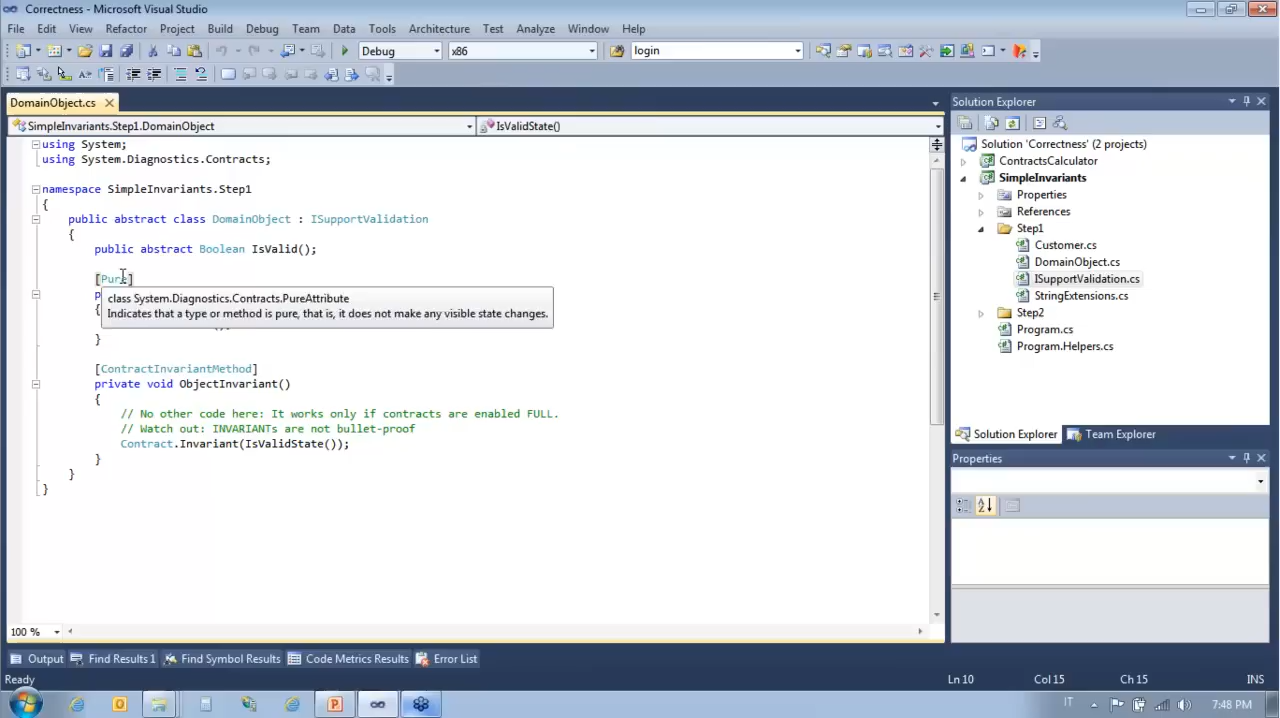 Correctness - Microsoft Visual Studio
File Edit View Refactor Project Build Debug Team Data Tools Architecture Test Analyze Window Help
Debug x86 login
DomainObject.cs
SimpleInvariants.Step1.DomainObject IsValidState()
using System;
using System.Diagnostics.Contracts;
namespace SimpleInvariants.Step1
{
public abstract class DomainObject : ISupportValidation
{
public abstract Boolean IsValid();
[Pure]
p
class System.Diagnostics.Contracts.PureAttribute
Indicates that a type or method is pure, that is, it does not make any visible state changes.
{
();
}
[ContractInvariantMethod]
private void ObjectInvariant()
{
// No other code here: It works only if contracts are enabled FULL.
// Watch out: INVARIANTs are not bullet-proof
Contract.Invariant(IsValidState());
}
}
}
100 %
Solution Explorer
Solution 'Correctness' (2 projects)
ContractsCalculator
SimpleInvariants
Properties
References
Step1
Customer.cs
DomainObject.cs
ISupportValidation.cs
StringExtensions.cs
Step2
Program.cs
Program.Helpers.cs
Solution Explorer Team Explorer
Properties
Output Find Results 1 Find Symbol Results Code Metrics Results Error List
Ready Ln 10 Col 15 Ch 15 INS
IT 7:48 PM